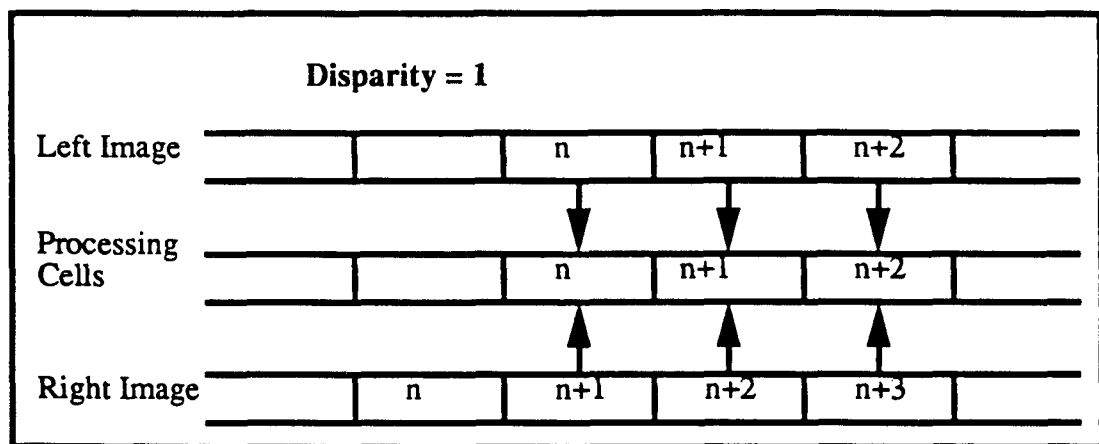 Disparity = 1
Left Image n n+1 n+2
Processing
Cells n n+1 n+2
Right Image n n+1 n+2 n+3